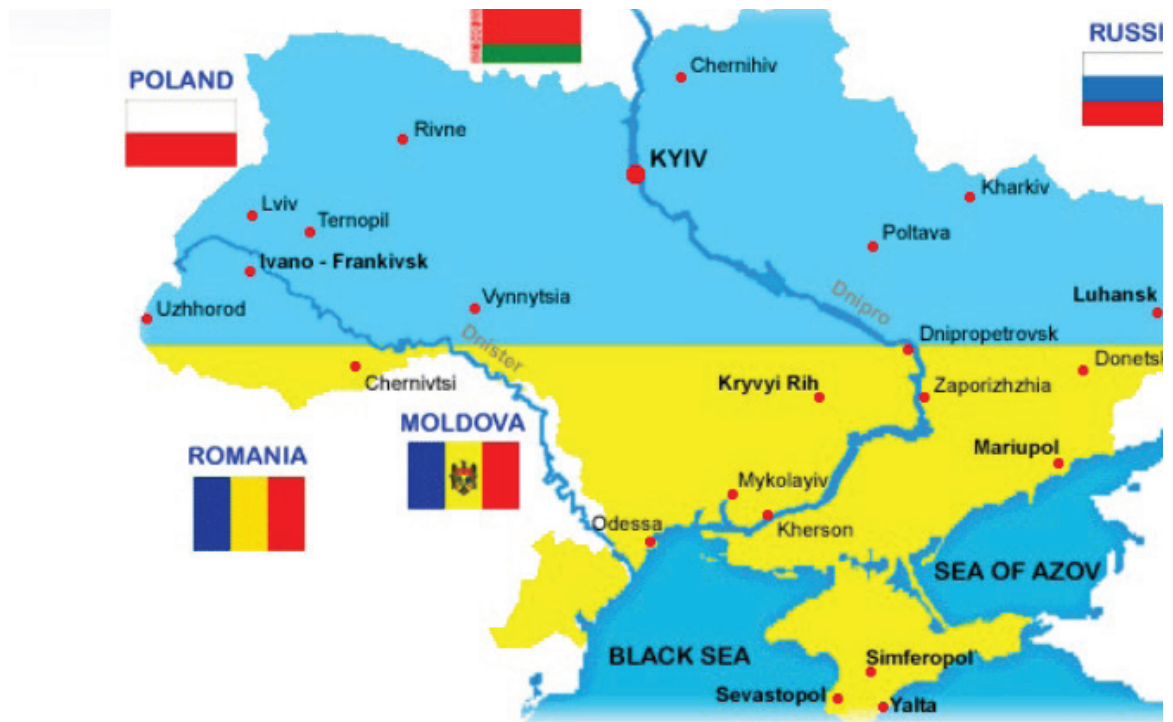 RUSSI
Chernihiv
POLAND
Rivne
KYIV
Kharkiv
Lviv
Ternopil
Poltava
Ivano - Frankivsk
Luhansk
Uzhhorod
Vynnytsia
Dnipro
Dnister
Dnipropetrovsk
Donetsk
Chernivtsi
Kryvyi Rih
Zaporizhzhia
MOLDOVA
ROMANIA
Mariupol
Mykolayiv
Odessa
Kherson
SEA OF AZOV
BLACK SEA
Simferopol
Sevastopol
Yalta